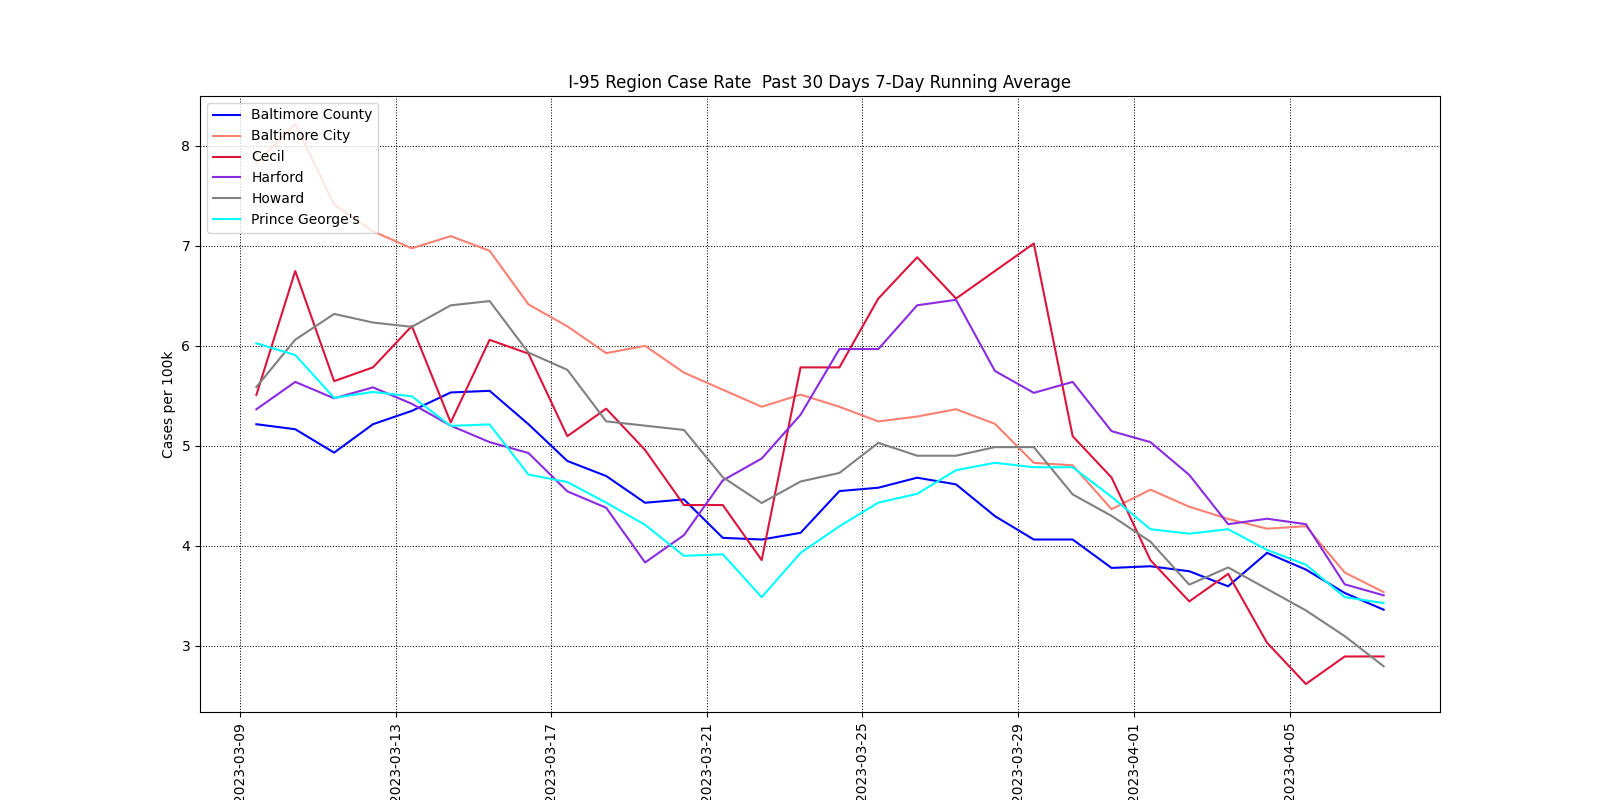 I-95 Region Case Rate  Past 30 Days 7-Day Running Average
Baltimore County
Baltimore City
Cecil
Harford
Howard
Prince George's
Cases per 100k
8
7
6
5
4
3
2023-03-09
2023-03-13
2023-03-17
2023-03-21
2023-03-25
2023-03-29
2023-04-01
2023-04-05